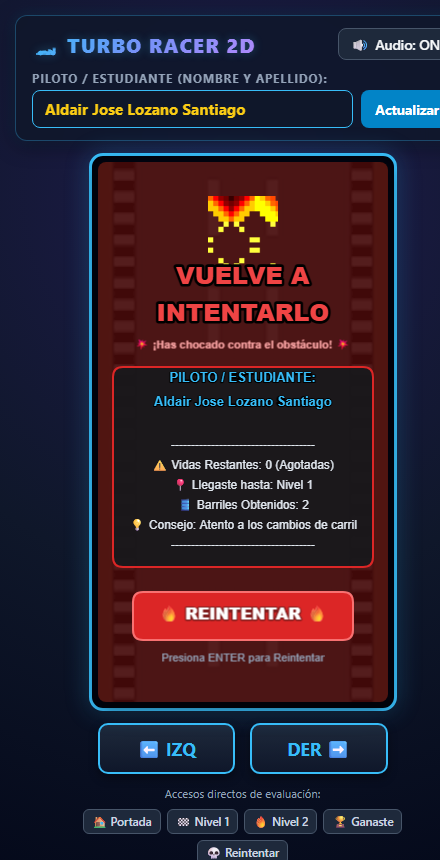 TURBO RACER 2D
Audio: ON
PILOTO / ESTUDIANTE (NOMBRE Y APELLIDO):
Aldair Jose Lozano Santiago
Actualizar
VUELVE A
INTENTARLO
💥 ¡Has chocado contra el obstáculo! 💥
PILOTO / ESTUDIANTE:
Aldair Jose Lozano Santiago
------------------------------------
⚠️ Vidas Restantes: 0 (Agotadas)
📍 Llegaste hasta: Nivel 1
🛢️ Barriles Obtenidos: 2
💡 Consejo: Atento a los cambios de carril
------------------------------------
🔥 REINTENTAR 🔥
Presiona ENTER para Reintentar
⬅️ IZQ
DER ➡️
Accesos directos de evaluación:
🏠 Portada
🏁 Nivel 1
🔥 Nivel 2
🏆 Ganaste
💀 Reintentar